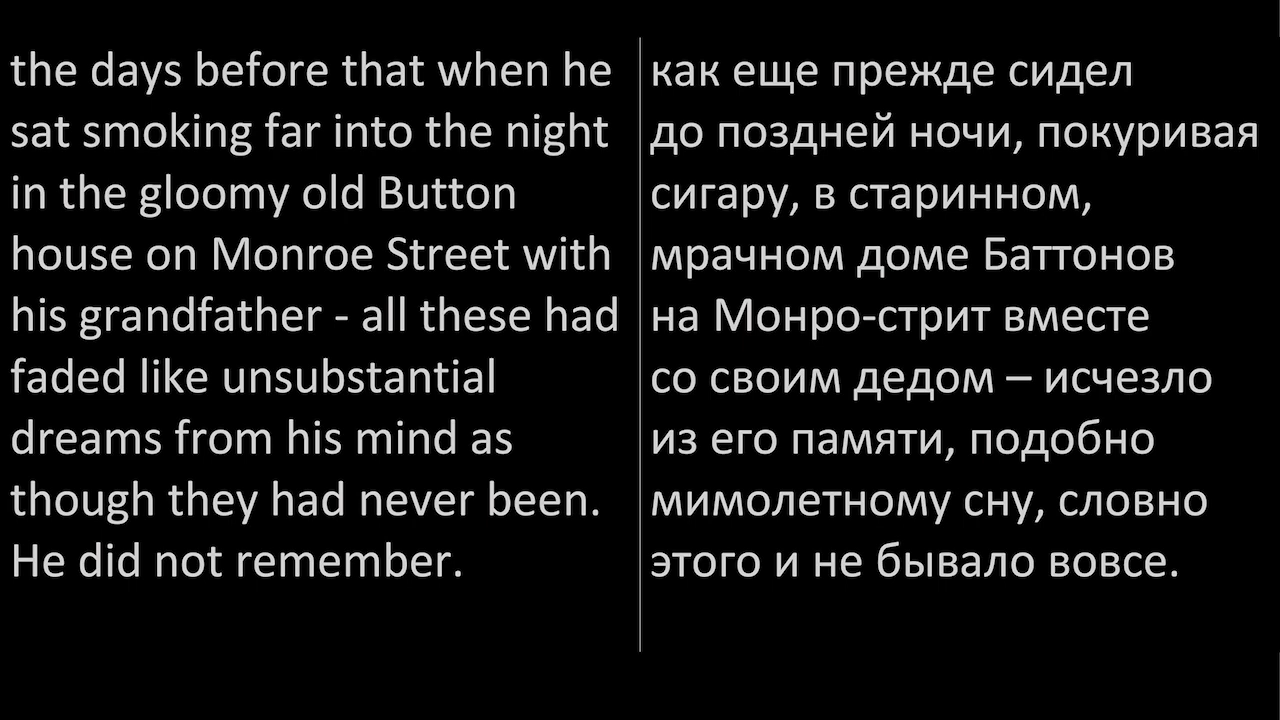 the days before that when he
sat smoking far into the night
in the gloomy old Button
house on Monroe Street with
his grandfather - all these had
faded like unsubstantial
dreams from his mind as
though they had never been.
He did not remember.
как еще прежде сидел
до поздней ночи, покуривая
сигару, в старинном,
мрачном доме Баттонов
на Монро-стрит вместе
со своим дедом – исчезло
из его памяти, подобно
мимолетному сну, словно
этого и не бывало вовсе.